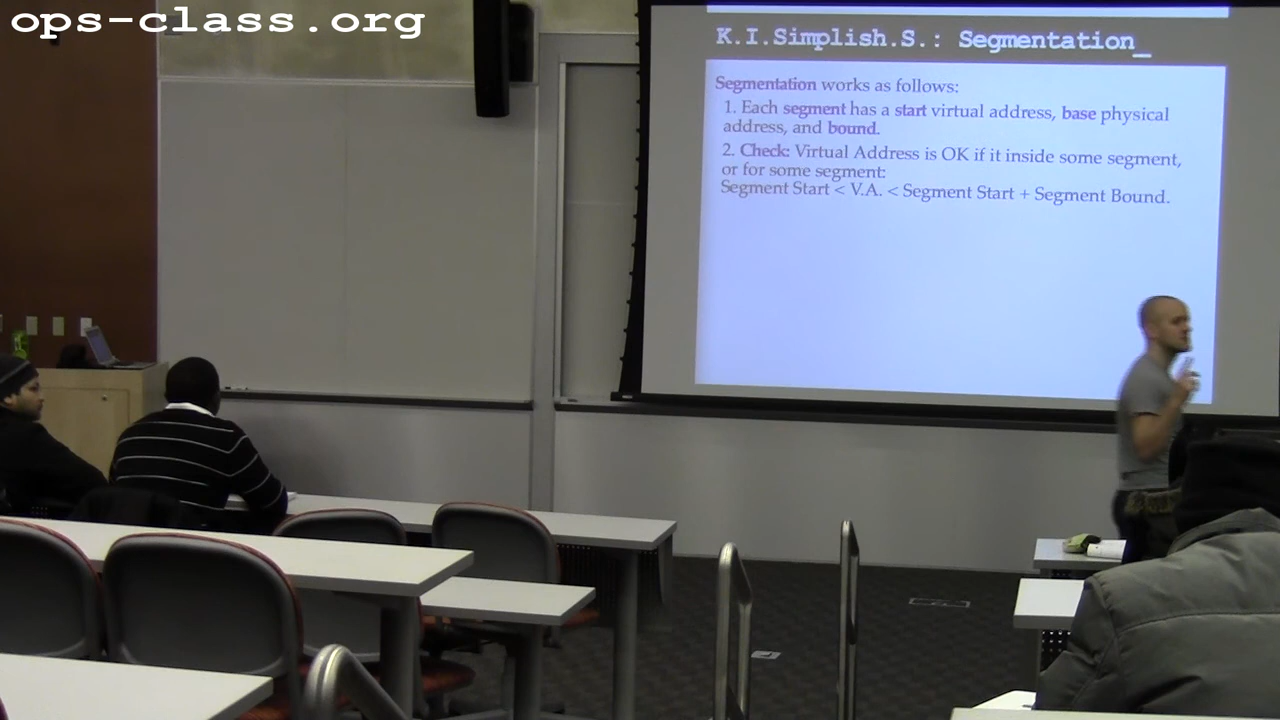 ops-class.org
K.I.Simplish.S.: Segmentation_
Segmentation works as follows:
1. Each segment has a start virtual address, base physical
address, and bound.
2. Check: Virtual Address is OK if it inside some segment,
or for some segment:
Segment Start < V.A. < Segment Start + Segment Bound.